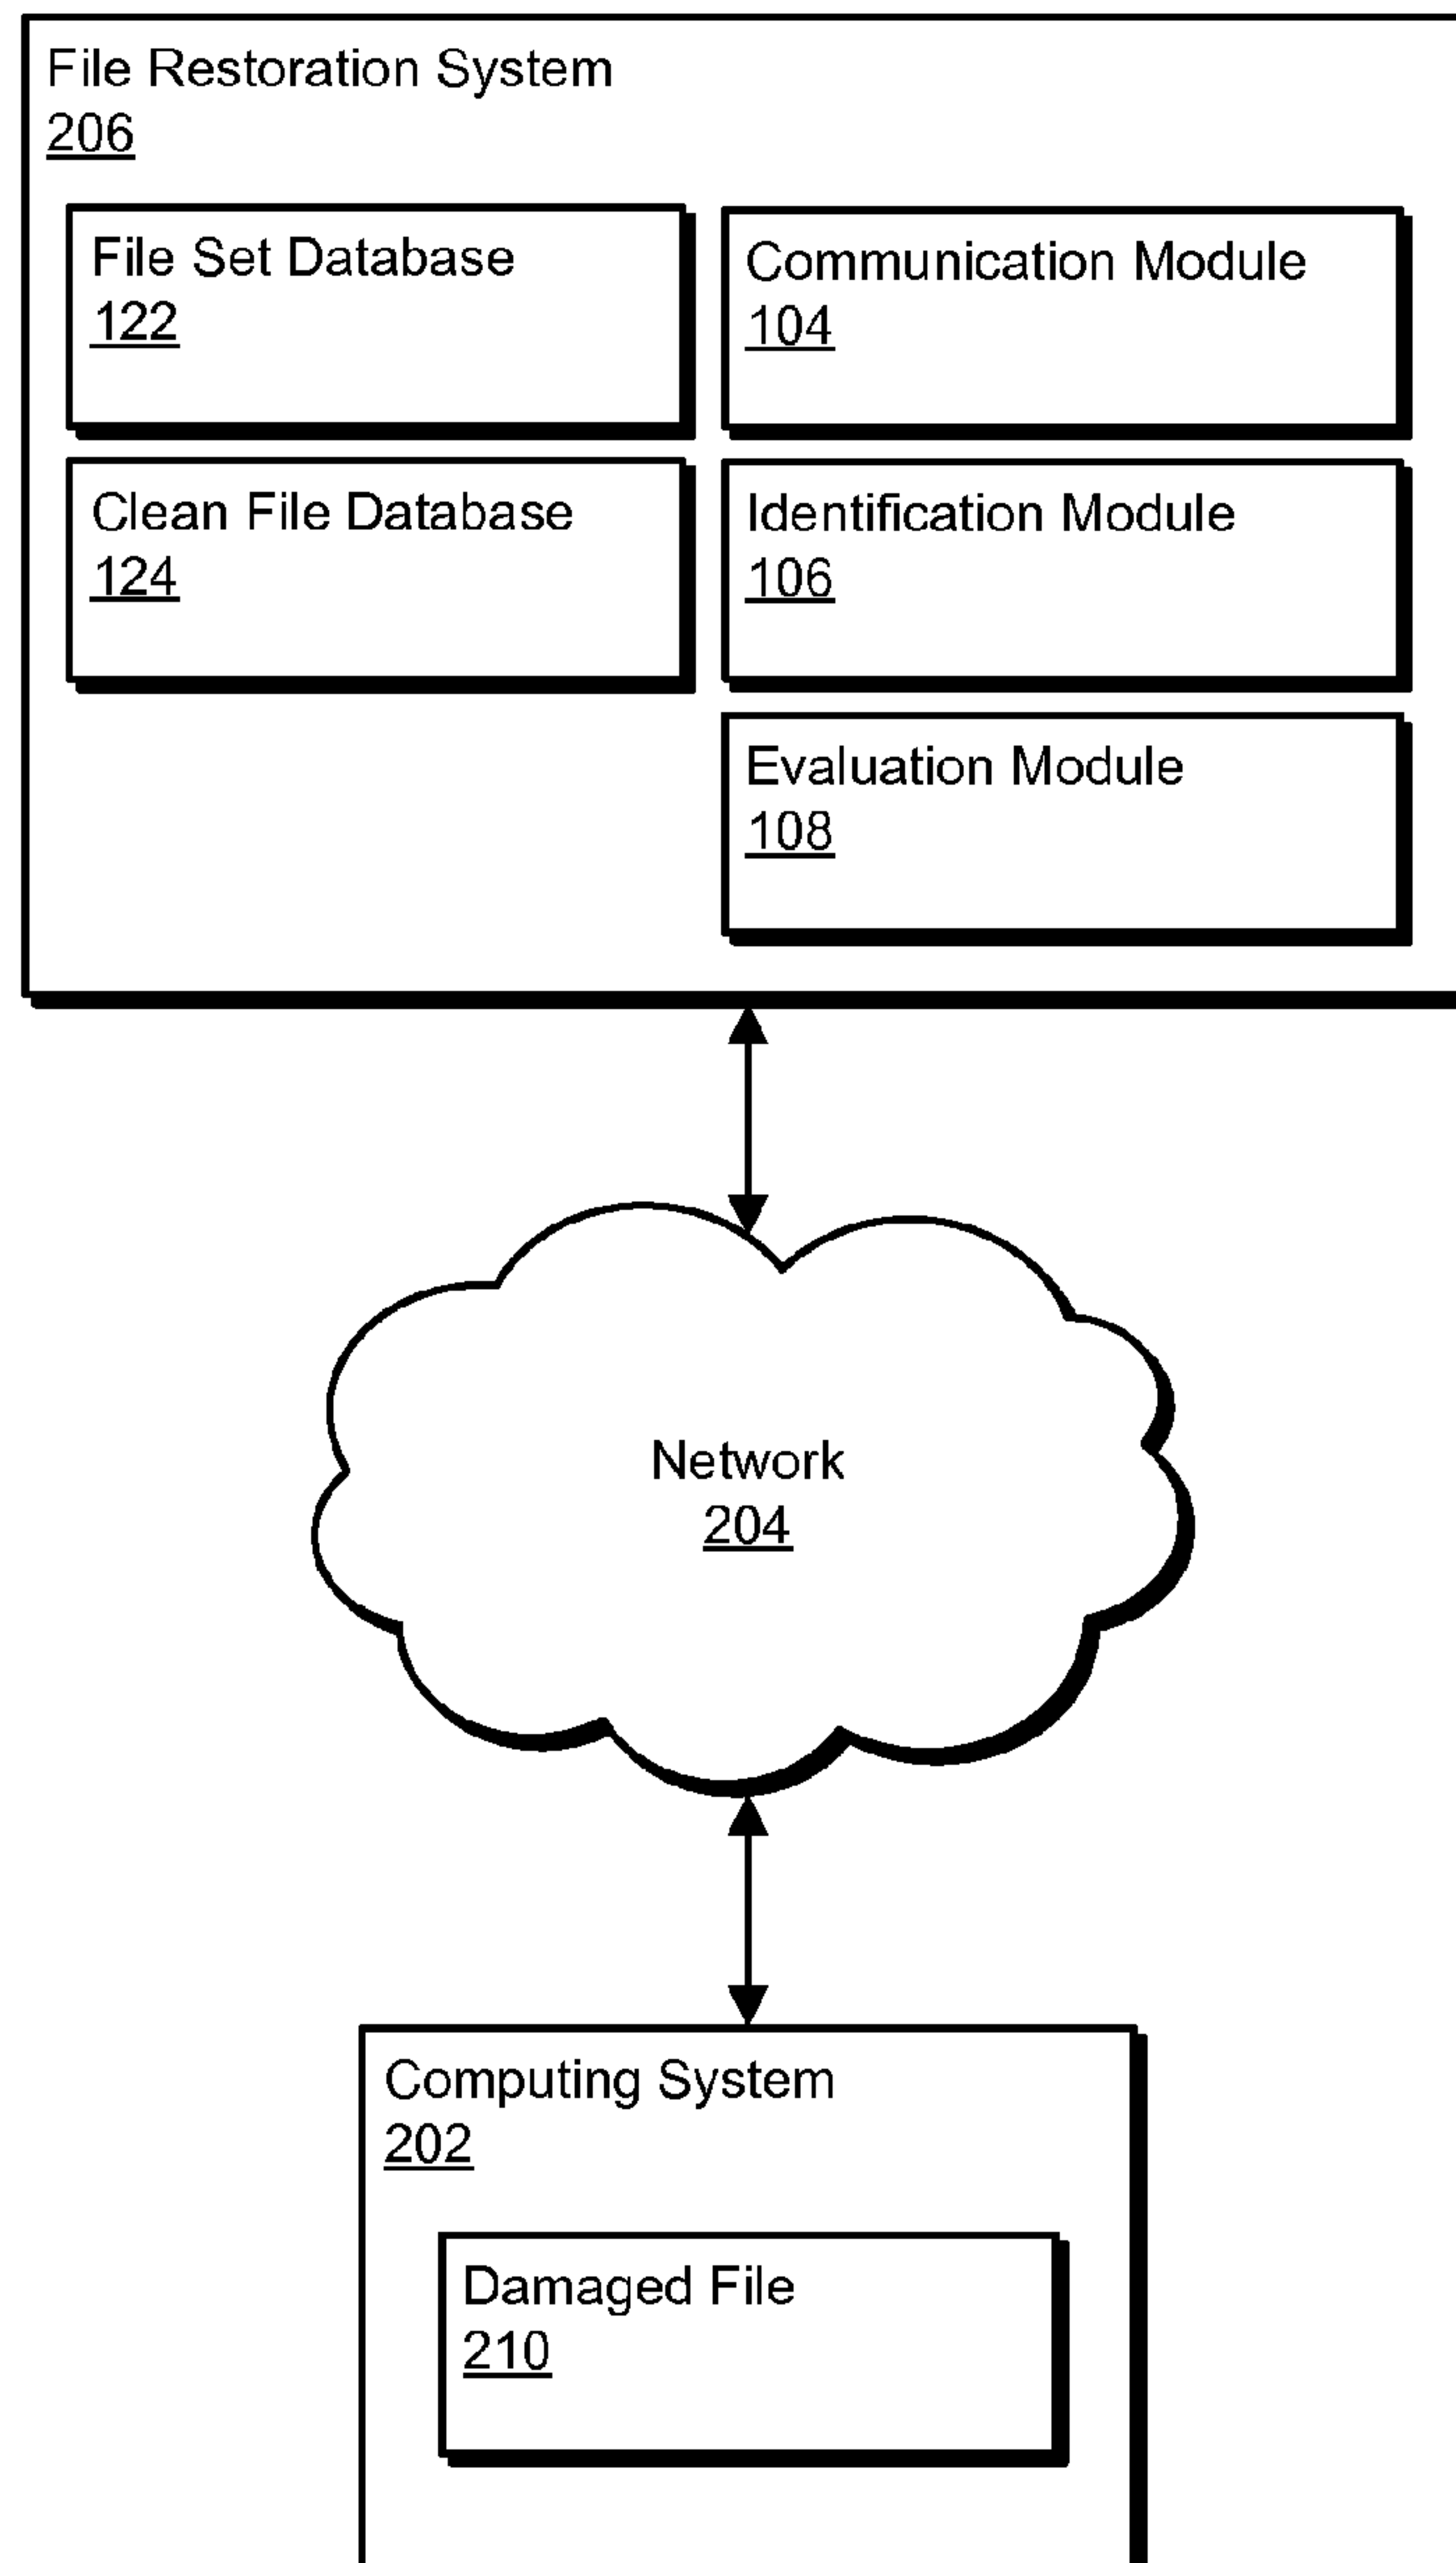 File Restoration System
206
File Set Database
122
Communication Module
104
Clean File Database
124
Identification Module
106
Evaluation Module
108
Network
204
Computing System
202
Damaged File
210